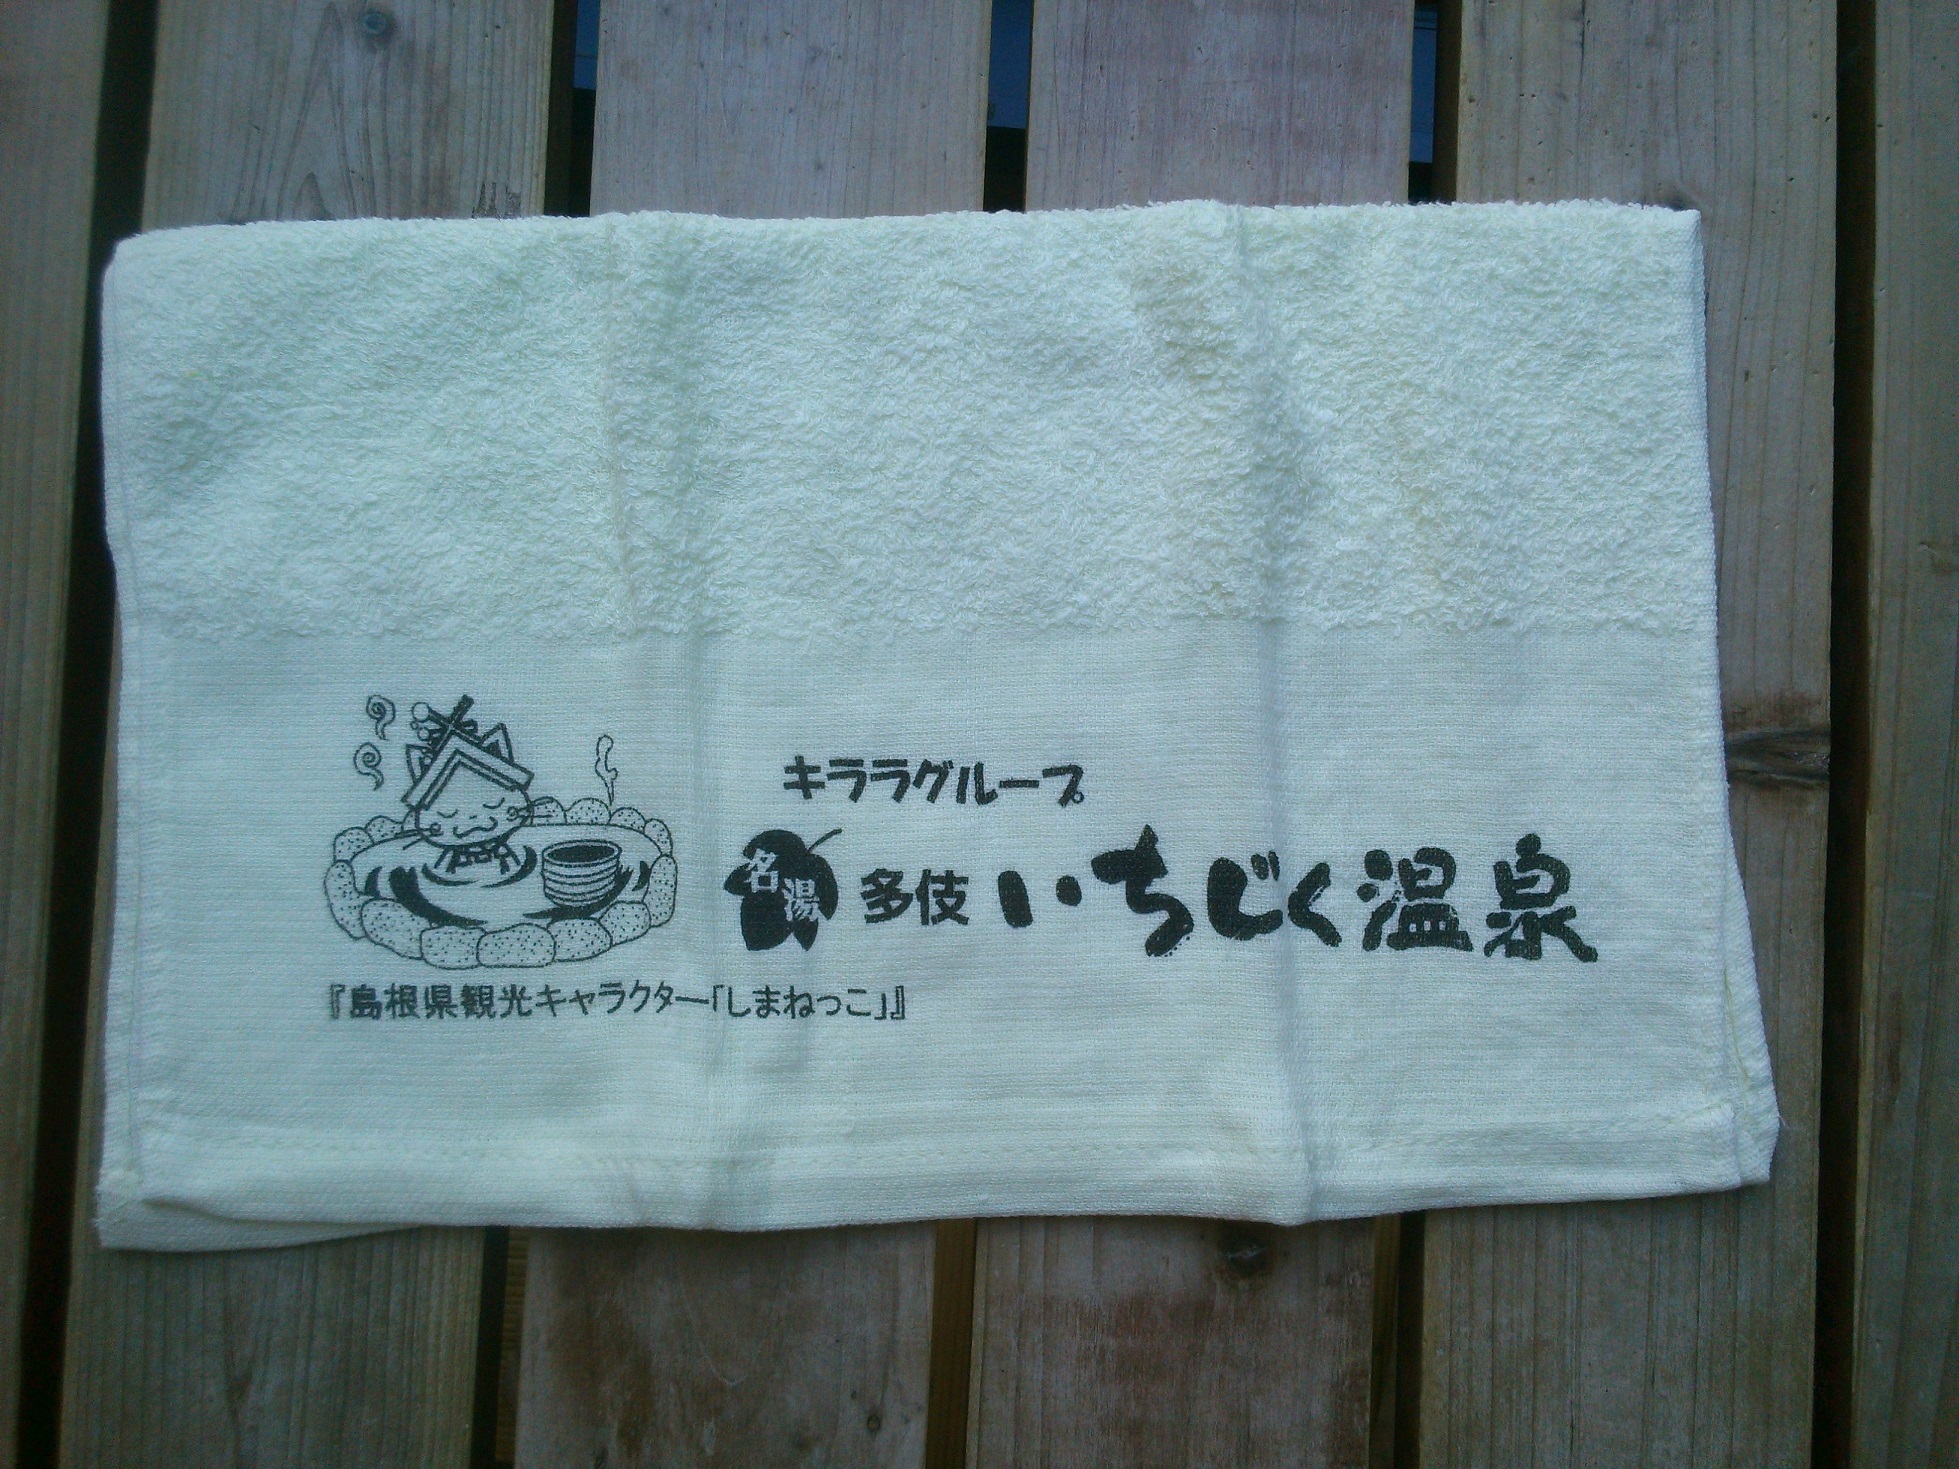 キララグループ
名湯 多伎 いちじく温泉
『島根県観光キャラクター「しまねっこ」』